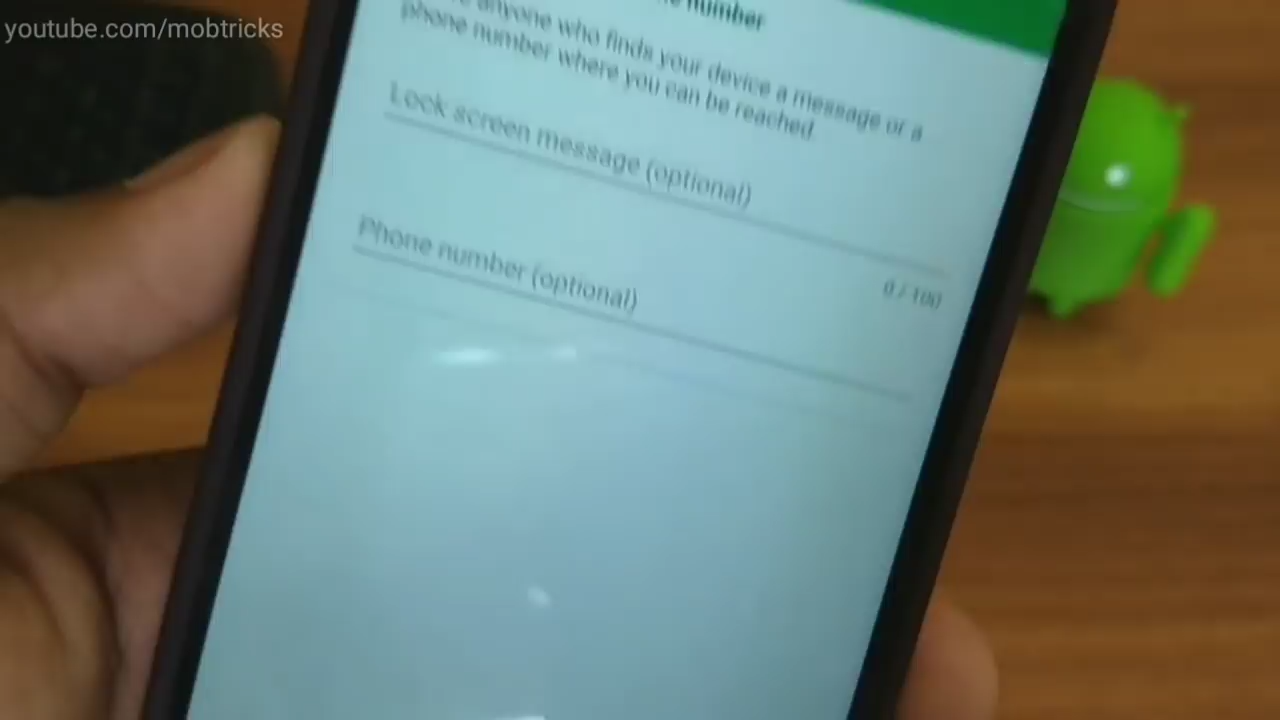 youtube.com/mobtricks
number
anyone who finds your device a message or a
phone number where you can be reached.
Lock screen message (optional)
0 / 100
Phone number (optional)